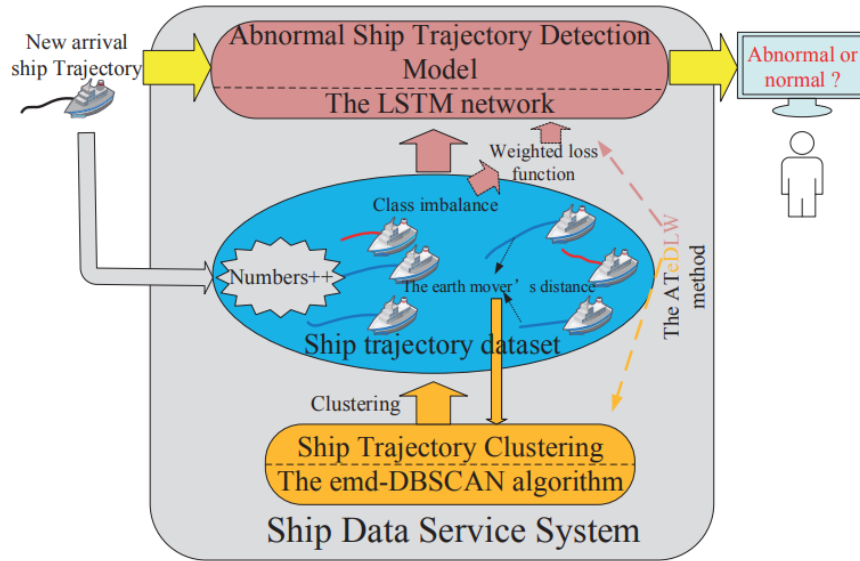 New arrival
ship Trajectory
Abnormal Ship Trajectory Detection
Model
The LSTM network
Abnormal or
normal ?
Weighted loss
function
Class imbalance
Numbers++
The earth mover’s distance
Ship trajectory dataset
The ATeDLW
method
Clustering
Ship Trajectory Clustering
The emd-DBSCAN algorithm
Ship Data Service System